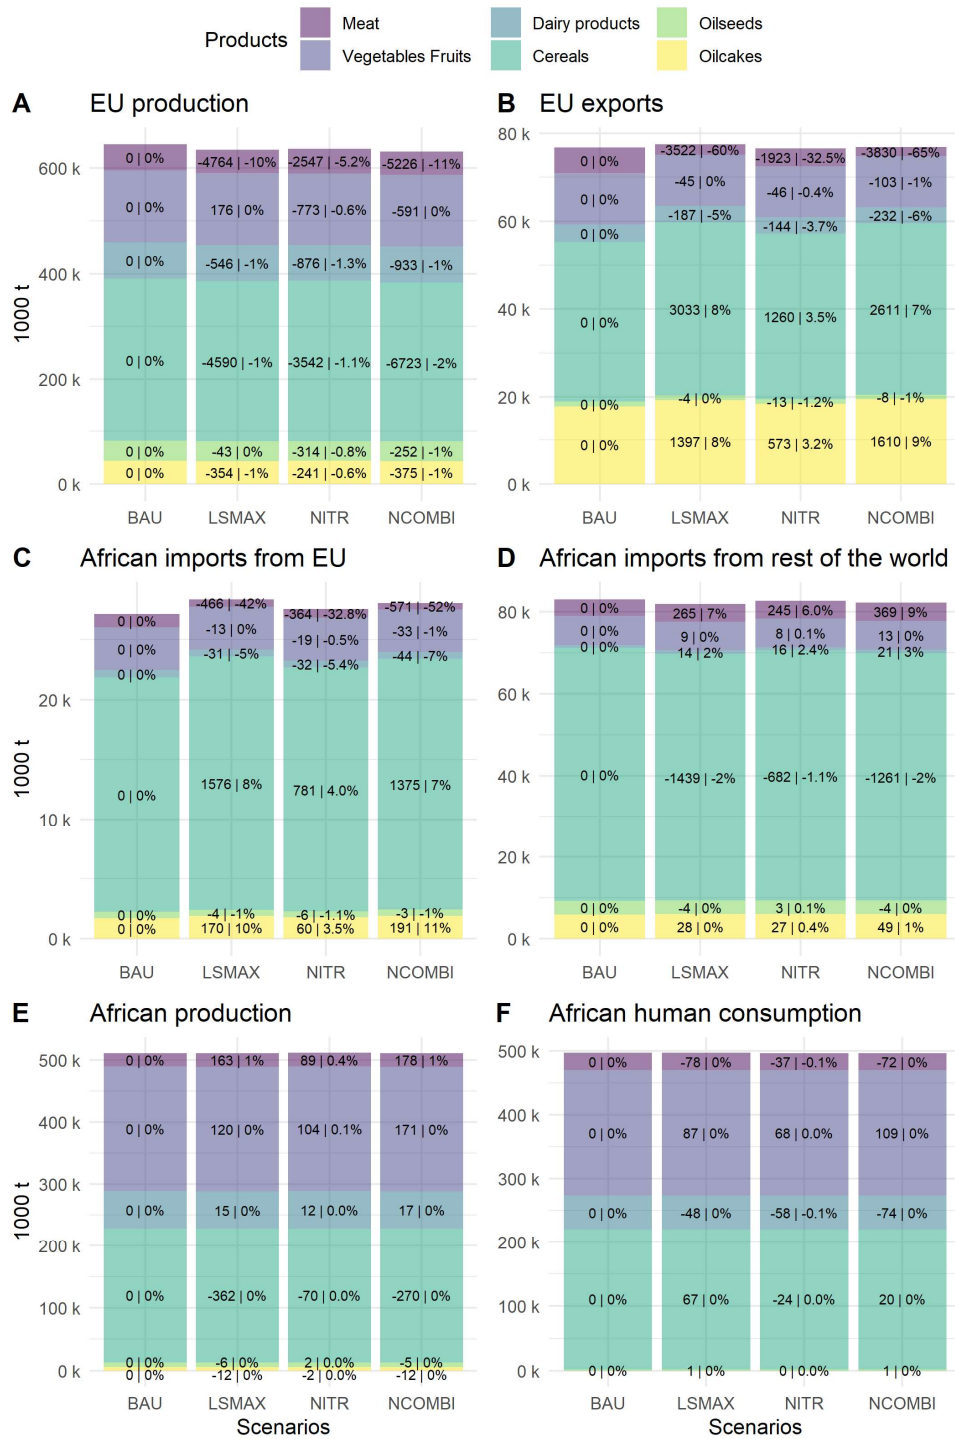 Products
Meat
Dairy products
Oilseeds
Vegetables Fruits
Cereals
Oilcakes
A EU production
1000 t
600 k
400 k
200 k
0 k
0 | 0% -4764 | -10% -2547 | -5.2% -5226 | -11%
0 | 0% 176 | 0% -773 | -0.6% -591 | 0%
0 | 0% -546 | -1% -876 | -1.3% -933 | -1%
0 | 0% -4590 | -1% -3542 | -1.1% -6723 | -2%
0 | 0% -43 | 0% -314 | -0.8% -252 | -1%
0 | 0% -354 | -1% -241 | -0.6% -375 | -1%
BAU LSMAX NITR NCOMBI
B EU exports
80 k
60 k
40 k
20 k
0 k
0 | 0% -3522 | -60% -1923 | -32.5% -3830 | -65%
0 | 0% -45 | 0% -46 | -0.4% -103 | -1%
0 | 0% -187 | -5% -144 | -3.7% -232 | -6%
0 | 0% 3033 | 8% 1260 | 3.5% 2611 | 7%
0 | 0% -4 | 0% -13 | -1.2% -8 | -1%
0 | 0% 1397 | 8% 573 | 3.2% 1610 | 9%
BAU LSMAX NITR NCOMBI
C African imports from EU
1000 t
20 k
10 k
0 k
0 | 0% -466 | -42% -364 | -32.8% -571 | -52%
0 | 0% -13 | 0% -19 | -0.5% -33 | -1%
0 | 0% -31 | -5% -32 | -5.4% -44 | -7%
0 | 0% 1576 | 8% 781 | 4.0% 1375 | 7%
0 | 0% -4 | -1% -6 | -1.1% -3 | -1%
0 | 0% 170 | 10% 60 | 3.5% 191 | 11%
BAU LSMAX NITR NCOMBI
D African imports from rest of the world
80 k
60 k
40 k
20 k
0 k
0 | 0% 265 | 7% 245 | 6.0% 369 | 9%
0 | 0% 9 | 0% 8 | 0.1% 13 | 0%
0 | 0% 14 | 2% 16 | 2.4% 21 | 3%
0 | 0% -1439 | -2% -682 | -1.1% -1261 | -2%
0 | 0% -4 | 0% 3 | 0.1% -4 | 0%
0 | 0% 28 | 0% 27 | 0.4% 49 | 1%
BAU LSMAX NITR NCOMBI
E African production
1000 t
500 k
400 k
300 k
200 k
100 k
0 k
0 | 0% 163 | 1% 89 | 0.4% 178 | 1%
0 | 0% 120 | 0% 104 | 0.1% 171 | 0%
0 | 0% 15 | 0% 12 | 0.0% 17 | 0%
0 | 0% -362 | 0% -70 | 0.0% -270 | 0%
0 | 0% -6 | 0% 2 | 0.0% -5 | 0%
0 | 0% -12 | 0% -2 | 0.0% -12 | 0%
BAU LSMAX NITR NCOMBI
Scenarios
F African human consumption
500 k
400 k
300 k
200 k
100 k
0 k
0 | 0% -78 | 0% -37 | -0.1% -72 | 0%
0 | 0% 87 | 0% 68 | 0.0% 109 | 0%
0 | 0% -48 | 0% -58 | -0.1% -74 | 0%
0 | 0% 67 | 0% -24 | 0.0% 20 | 0%
0 | 0% 1 | 0% 0 | 0.0% 1 | 0%
BAU LSMAX NITR NCOMBI
Scenarios